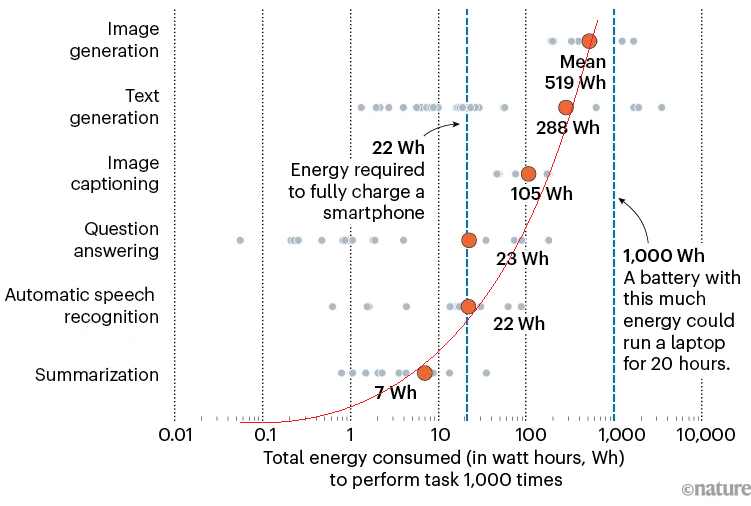 Image
generation
Mean
519 Wh
Text
generation
288 Wh
22 Wh
Energy required
to fully charge a
smartphone
Image
captioning
105 Wh
Question
answering
23 Wh
1,000 Wh
A battery with
this much
energy could
run a laptop
for 20 hours.
Automatic speech
recognition
22 Wh
Summarization
7 Wh
0.01 0.1 1 10 100 1,000 10,000
Total energy consumed (in watt hours, Wh)
to perform task 1,000 times
©nature